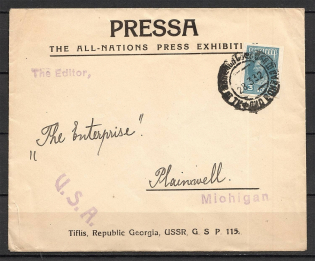 PRESSA
THE ALL-NATIONS PRESS EXHIBITI
The Editor,
"The Enterprise".
Plainwell.
Michigan
U.S.A.
Tiflis, Republic Georgia, USSR, G. S. P. 115.